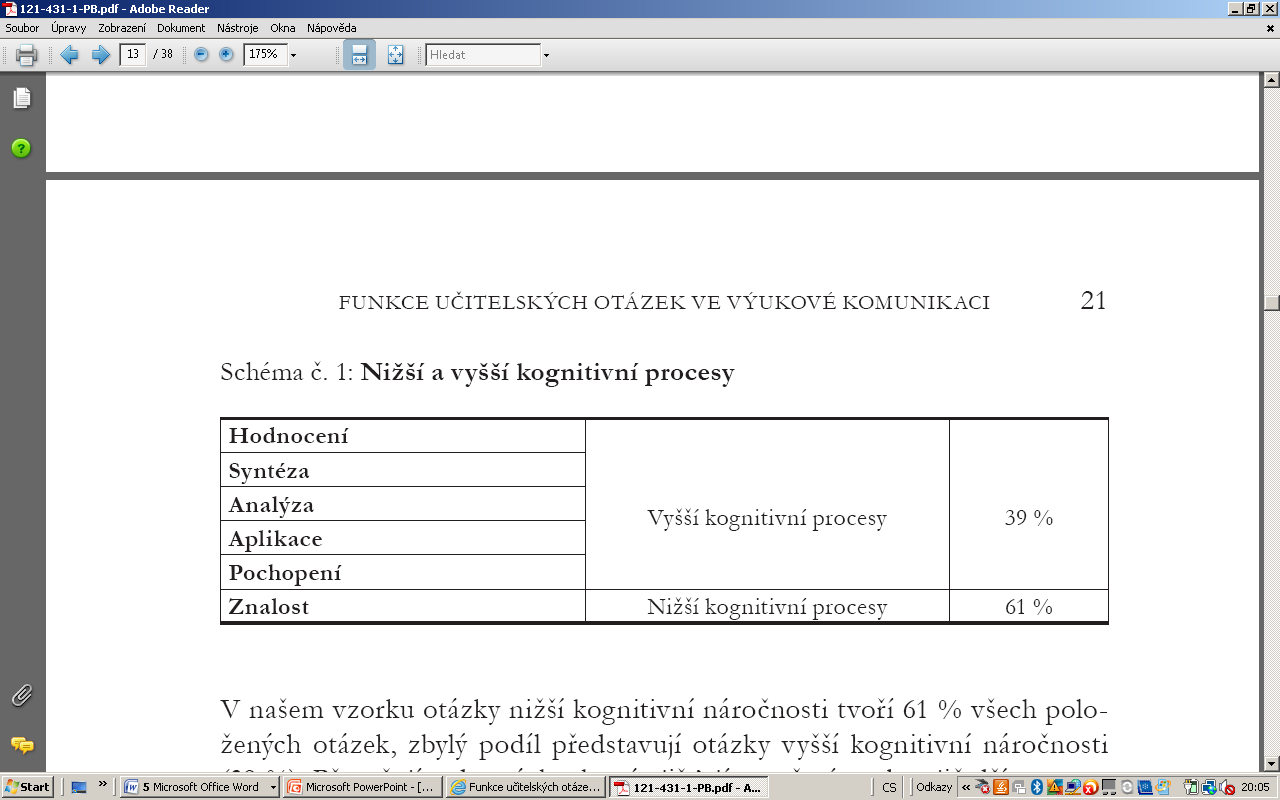 121-431-1-PB.pdf - Adobe Reader
Soubor Úpravy Zobrazení Dokument Nástroje Okna Nápověda
13 / 38 175% Hledat
FUNKCE UČITELSKÝCH OTÁZEK VE VÝUKOVÉ KOMUNIKACI 21
Schéma č. 1: Nižší a vyšší kognitivní procesy
Hodnocení
Syntéza
Analýza
Vyšší kognitivní procesy 39 %
Aplikace
Pochopení
Znalost Nižší kognitivní procesy 61 %
V našem vzorku otázky nižší kognitivní náročnosti tvoří 61 % všech polo-
žených otázek, zbylý podíl představují otázky vyšší kognitivní náročnosti
Start » 5 Microsoft Office Word Microsoft PowerPoint - [... Funkce učitelských otáze... 121-431-1-PB.pdf - A... CS Odkazy « 20:05